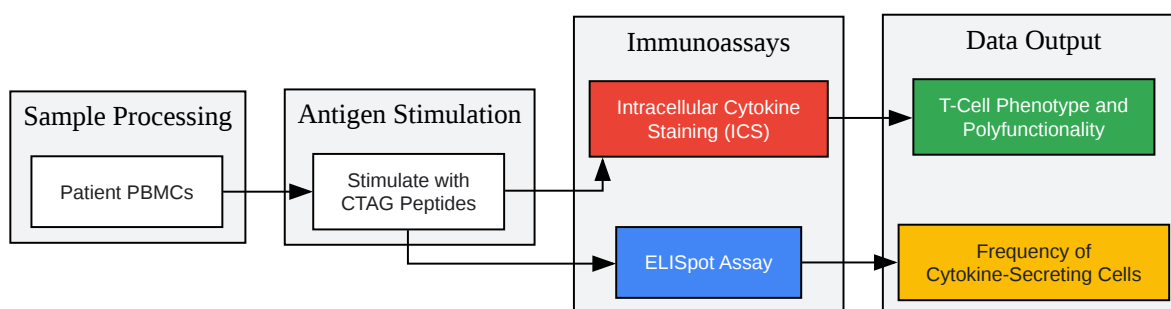 Sample Processing
Patient PBMCs
Antigen Stimulation
Stimulate with
CTAG Peptides
Immunoassays
Intracellular Cytokine
Staining (ICS)
ELISpot Assay
Data Output
T-Cell Phenotype and
Polyfunctionality
Frequency of
Cytokine-Secreting Cells